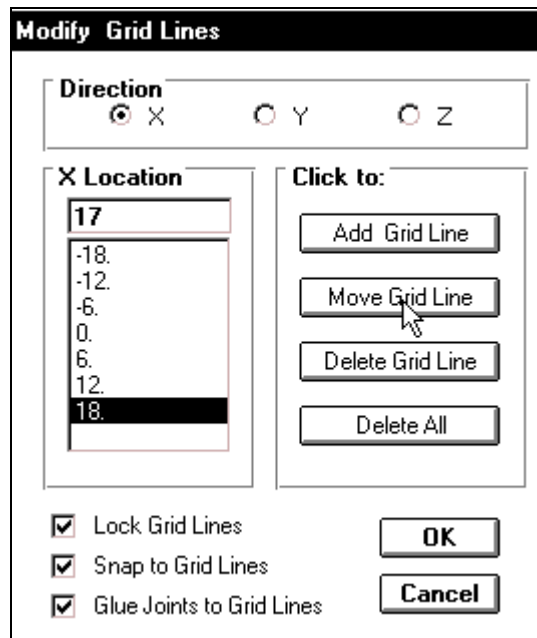 Modify Grid Lines
Direction
X Y Z
X Location
17
-18.
-12.
-6.
0.
6.
12.
18.
Click to:
Add Grid Line
Move Grid Line
Delete Grid Line
Delete All
Lock Grid Lines
Snap to Grid Lines
Glue Joints to Grid Lines
OK
Cancel